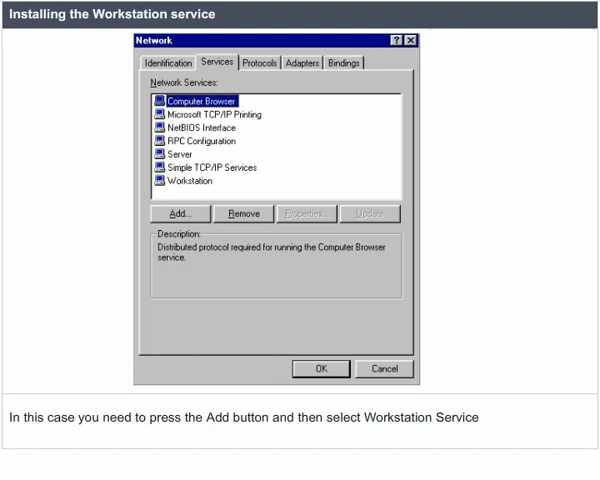 Installing the Workstation service
Network
Identification Services Protocols Adapters Bindings
Network Services:
Computer Browser
Microsoft TCP/IP Printing
NetBIOS Interface
RPC Configuration
Server
Simple TCP/IP Services
Workstation
Add... Remove Properties... Update
Description:
Distributed protocol required for running the Computer Browser
service.
OK Cancel
In this case you need to press the Add button and then select Workstation Service